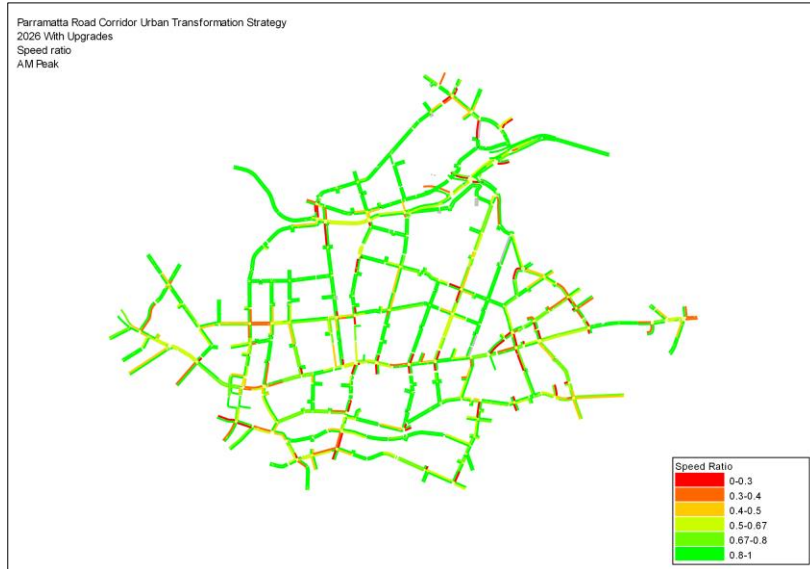 Parramatta Road Corridor Urban Transformation Strategy
2026 With Upgrades
Speed ratio
AM Peak
Speed Ratio
0-0.3
0.3-0.4
0.4-0.5
0.5-0.67
0.67-0.8
0.8-1